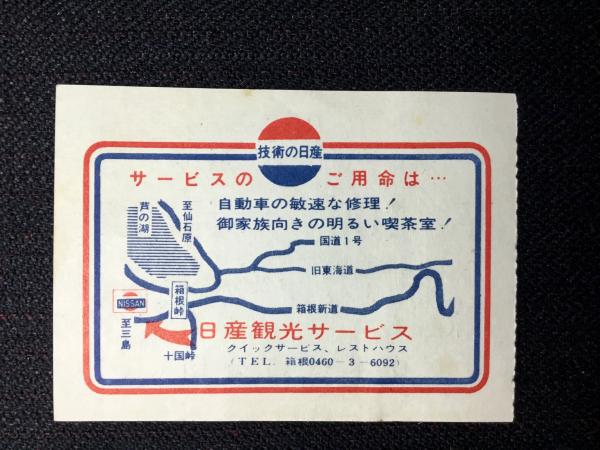 技術の日産
サービスの ご用命は…
自動車の敏速な修理!
御家族向きの明るい喫茶室!
芦の湖
至仙石原
国道1号
旧東海道
箱根新道
箱根峠
NISSAN
至三島
十国峠
日産観光サービス
クイックサービス、レストハウス
(TEL. 箱根0460-3-6092)